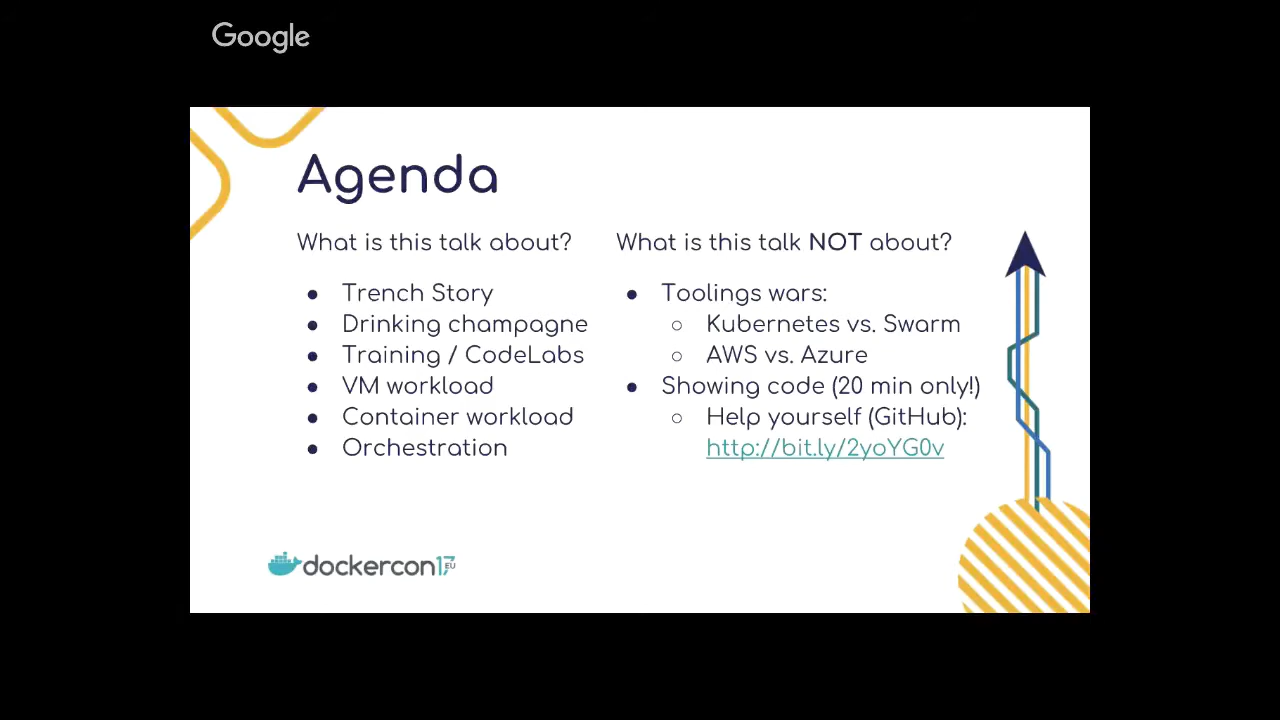 Google
Agenda
What is this talk about?
● Trench Story
● Drinking champagne
● Training / CodeLabs
● VM workload
● Container workload
● Orchestration
What is this talk NOT about?
● Toolings wars:
○ Kubernetes vs. Swarm
○ AWS vs. Azure
● Showing code (20 min only!)
○ Help yourself (GitHub):
http://bit.ly/2yoYG0v
dockercon17 EU